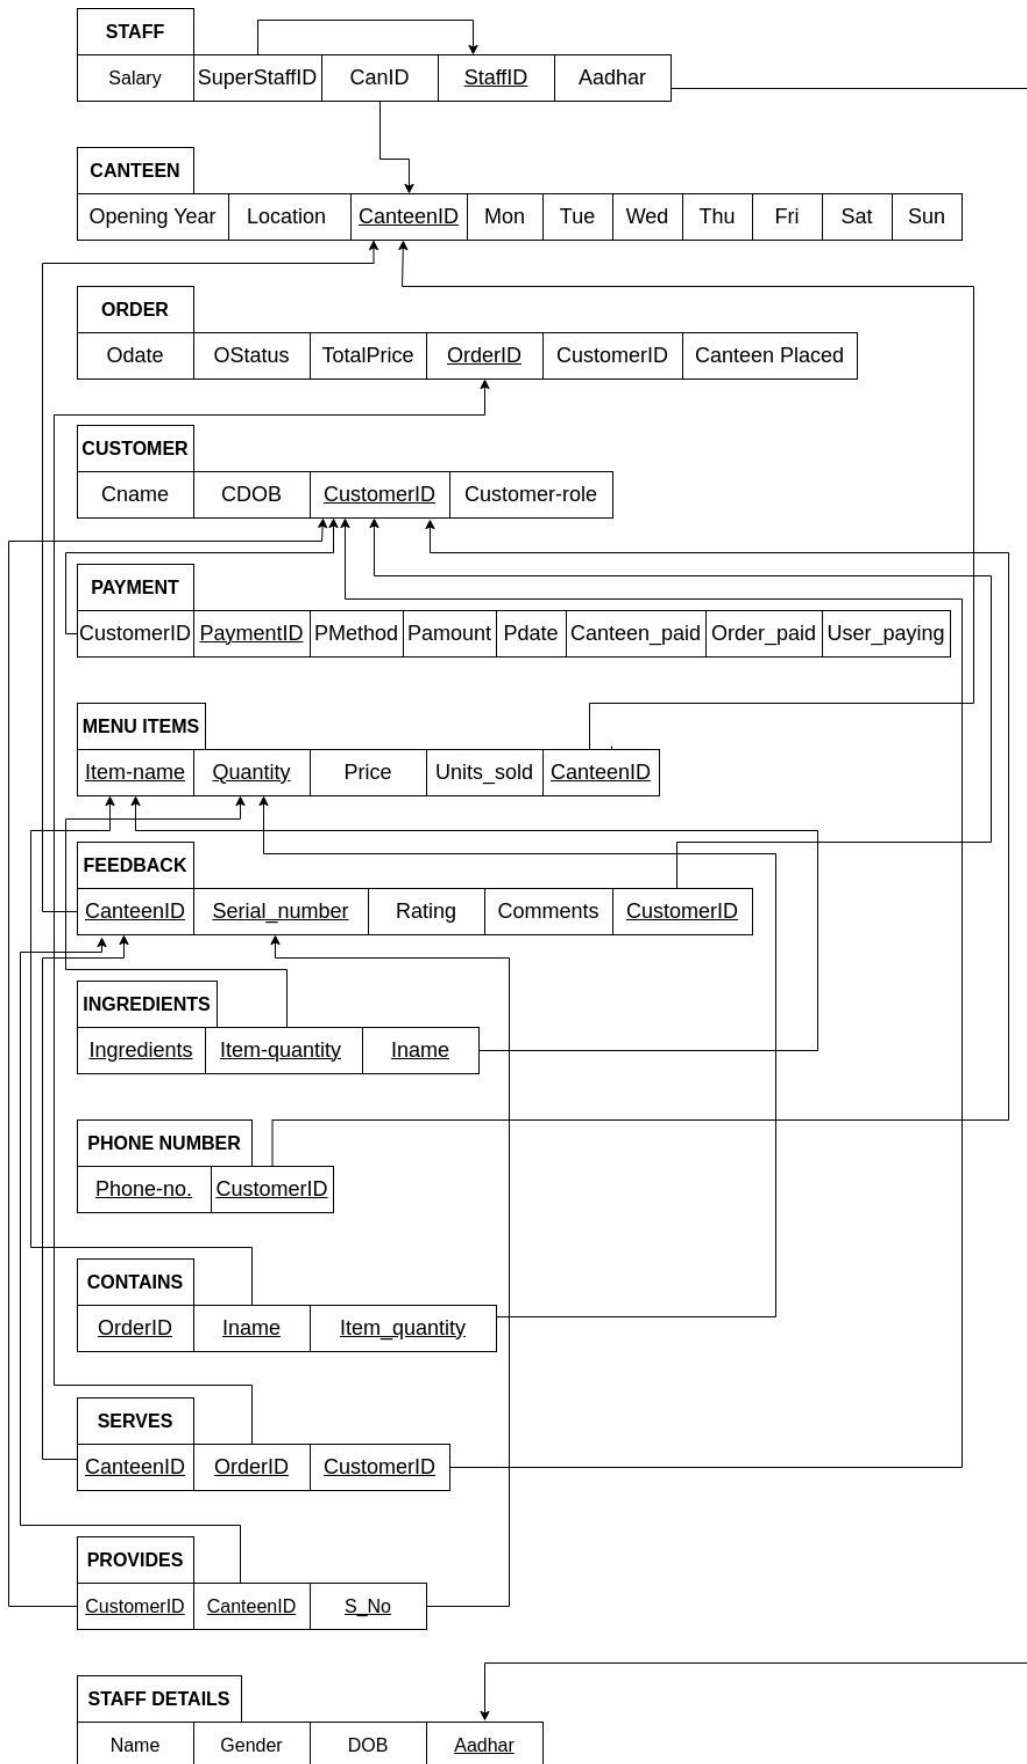 STAFF
Salary SuperStaffID CanID StaffID Aadhar
CANTEEN
Opening Year Location CanteenID Mon Tue Wed Thu Fri Sat Sun
ORDER
Odate OStatus TotalPrice OrderID CustomerID Canteen Placed
CUSTOMER
Cname CDOB CustomerID Customer-role
PAYMENT
CustomerID PaymentID PMethod Pamount Pdate Canteen_paid Order_paid User_paying
MENU ITEMS
Item-name Quantity Price Units_sold CanteenID
FEEDBACK
CanteenID Serial_number Rating Comments CustomerID
INGREDIENTS
Ingredients Item-quantity Iname
PHONE NUMBER
Phone-no. CustomerID
CONTAINS
OrderID Iname Item_quantity
SERVES
CanteenID OrderID CustomerID
PROVIDES
CustomerID CanteenID S_No
STAFF DETAILS
Name Gender DOB Aadhar